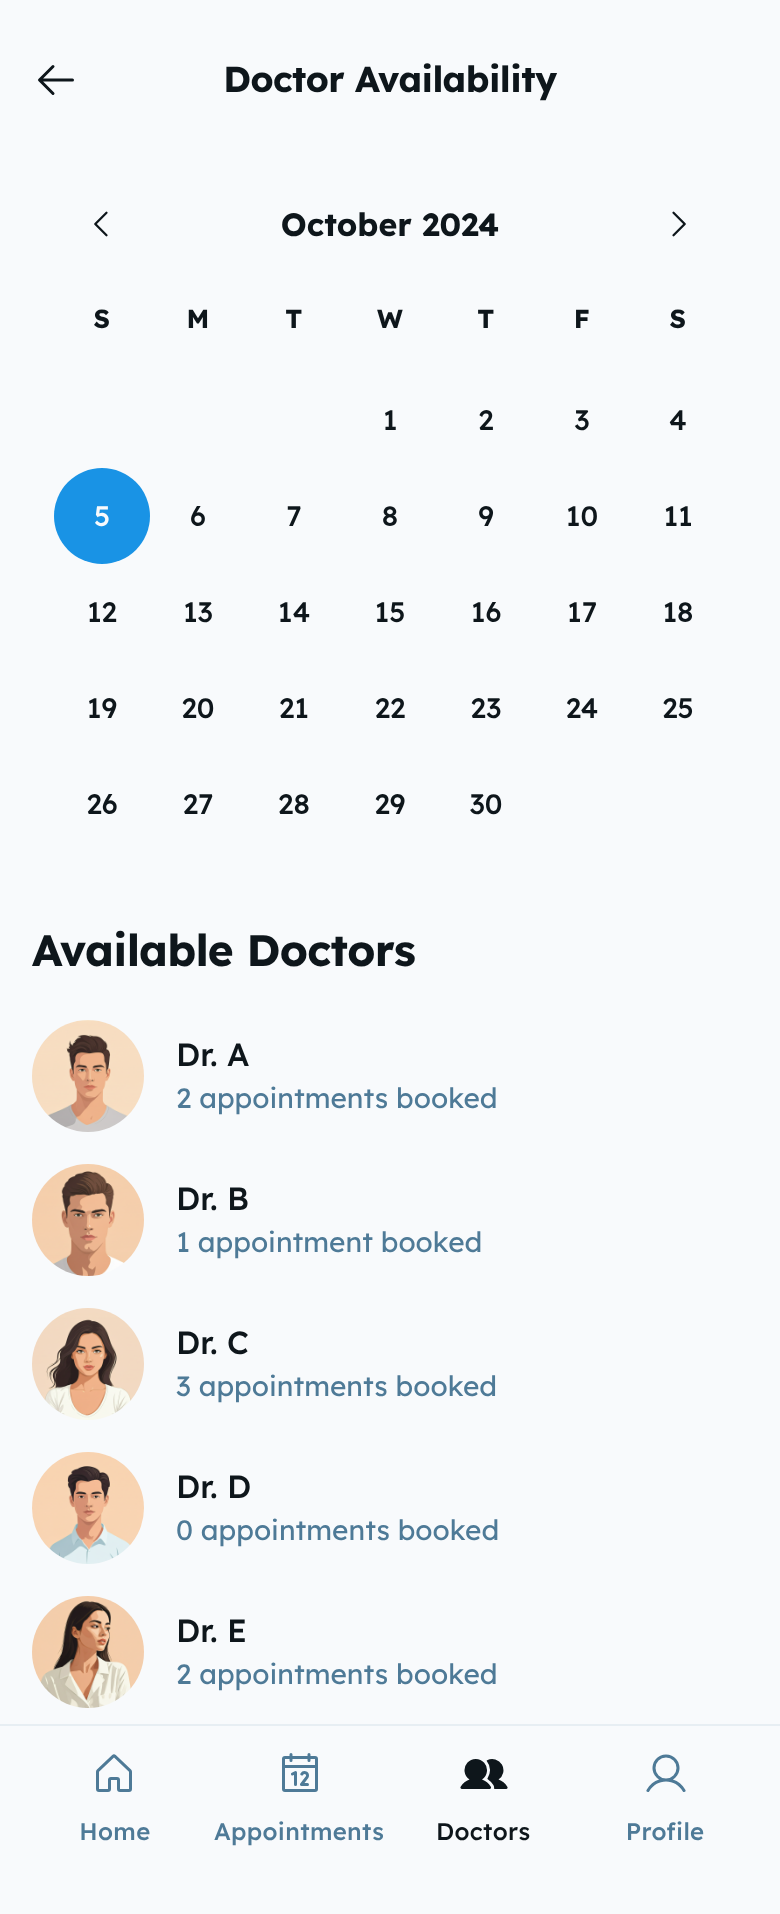 Doctor Availability
October 2024
S M T W T F S
1 2 3 4
5 6 7 8 9 10 11
12 13 14 15 16 17 18
19 20 21 22 23 24 25
26 27 28 29 30
Available Doctors
Dr. A
2 appointments booked
Dr. B
1 appointment booked
Dr. C
3 appointments booked
Dr. D
0 appointments booked
Dr. E
2 appointments booked
12
Home Appointments Doctors Profile